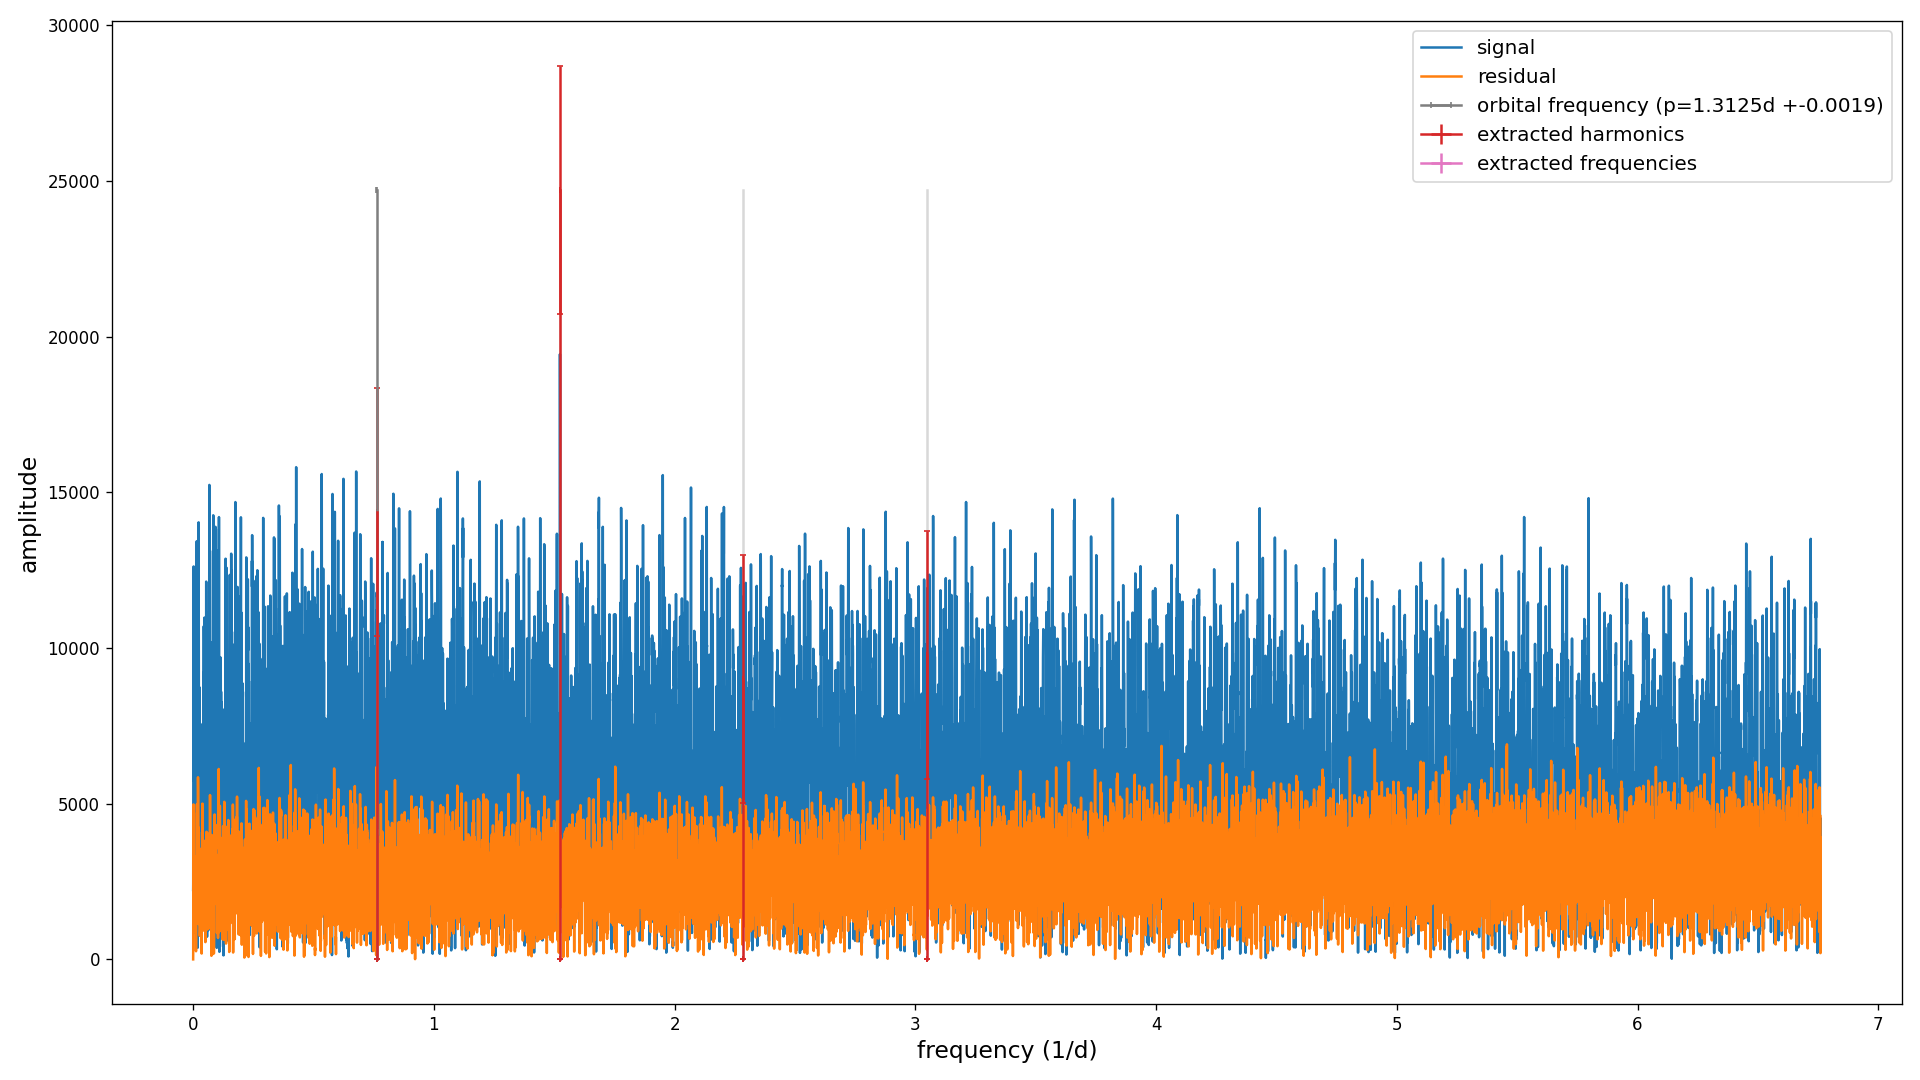 30000
25000
20000
15000
10000
5000
0
amplitude
0 1 2 3 4 5 6 7
frequency (1/d)
signal
residual
orbital frequency (p=1.3125d +-0.0019)
extracted harmonics
extracted frequencies